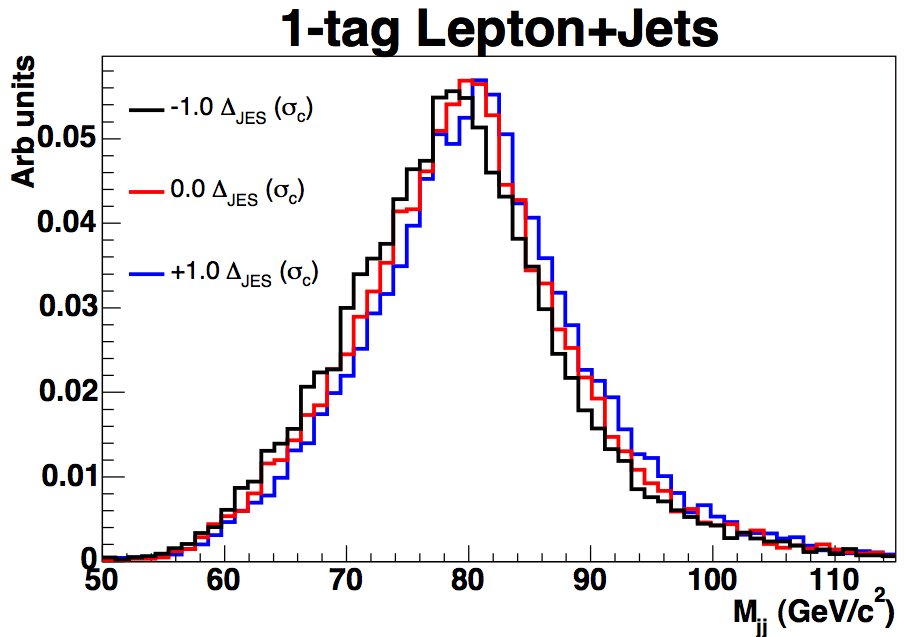 1-tag Lepton+Jets
Arb units
-1.0 Δ_JES (σ_c)
0.0 Δ_JES (σ_c)
+1.0 Δ_JES (σ_c)
0.05
0.04
0.03
0.02
0.01
0
50 60 70 80 90 100 110
M_jj (GeV/c^2)